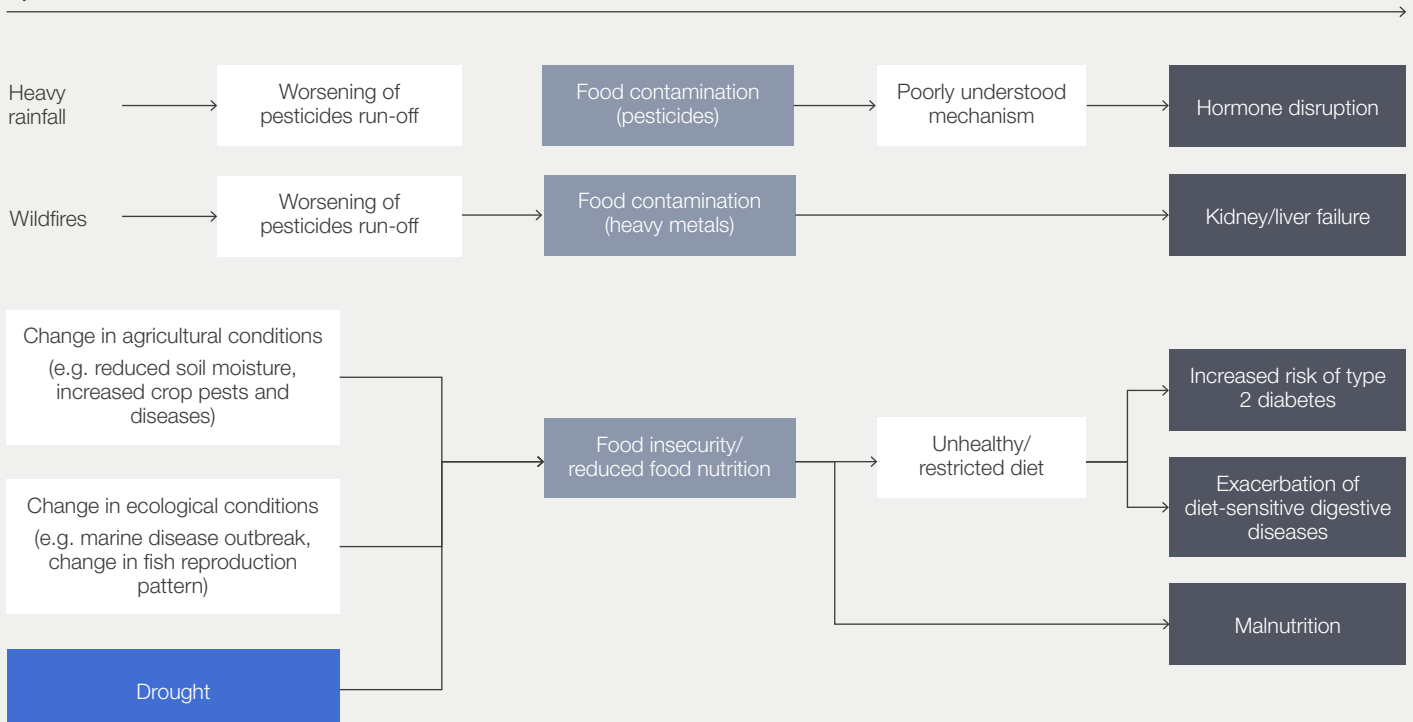 Heavy
rainfall
Worsening of
pesticides run-off
Food contamination
(pesticides)
Poorly understood
mechanism
Hormone disruption
Wildfires
Worsening of
pesticides run-off
Food contamination
(heavy metals)
Kidney/liver failure
Change in agricultural conditions
(e.g. reduced soil moisture,
increased crop pests and
diseases)
Change in ecological conditions
(e.g. marine disease outbreak,
change in fish reproduction
pattern)
Drought
Food insecurity/
reduced food nutrition
Unhealthy/
restricted diet
Increased risk of type
2 diabetes
Exacerbation of
diet-sensitive digestive
diseases
Malnutrition